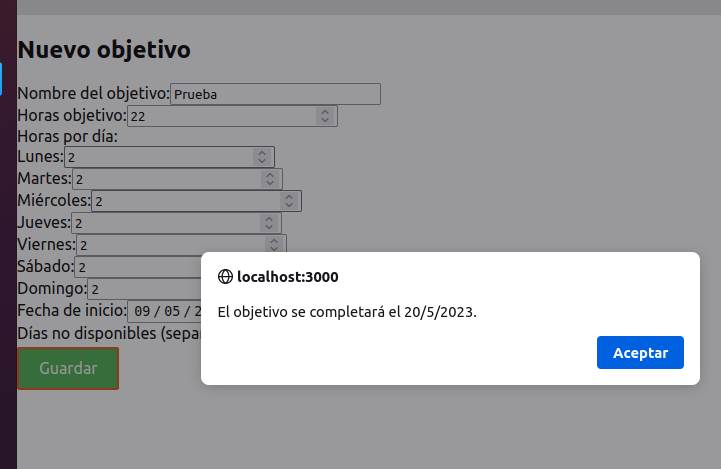 Nuevo objetivo
Nombre del objetivo: Prueba
Horas objetivo: 22
Horas por día:
Lunes: 2
Martes: 2
Miércoles: 2
Jueves: 2
Viernes: 2
Sábado: 2
Domingo: 2
Fecha de inicio: 09 / 05 / 2
Días no disponibles (sepa
Guardar
localhost:3000
El objetivo se completará el 20/5/2023.
Aceptar